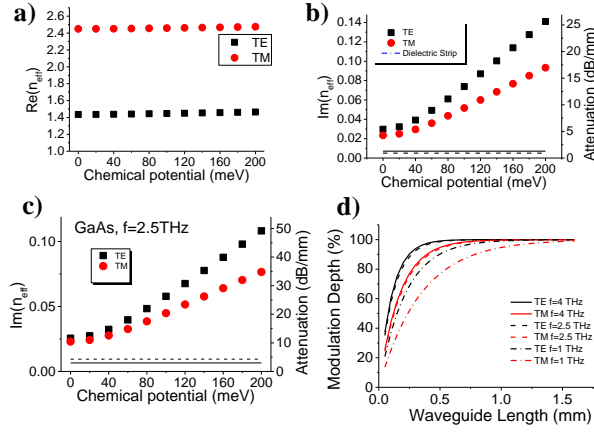 a)
2.6
2.4
2.2
2.0
1.8
1.6
1.4
1.2
1.0
Re(n_eff)
TE
TM
0 40 80 120 160 200
Chemical potential (meV)
b)
0.14
0.12
0.10
0.08
0.06
0.04
0.02
0.00
Im(n_eff)
TE
TM
Dielectric Strip
25
20
15
10
5
0
Attenuation (dB/mm)
0 40 80 120 160 200
Chemical potential (meV)
c)
GaAs, f=2.5THz
0.10
0.05
0.00
Im(n_eff)
TE
TM
50
40
30
20
10
0
Attenuation (dB/mm)
0 40 80 120 160 200
Chemical potential (meV)
d)
100
80
60
40
20
0
Modulation Depth (%)
TE f=4 THz
TM f=4 THz
TE f=2.5 THz
TM f=2.5 THz
TE f=1 THz
TM f=1 THz
0.0 0.5 1.0 1.5
Waveguide Length (mm)